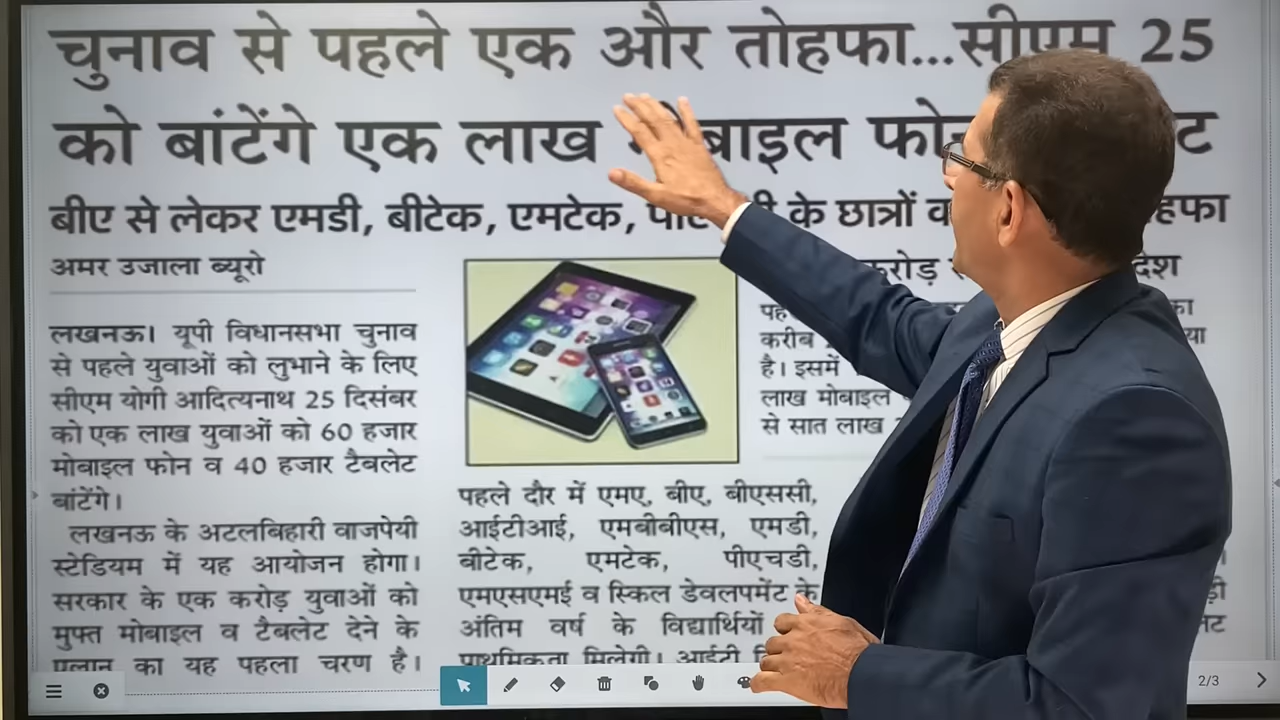 चुनाव से पहले एक और तोहफा...सीएम 25
को बांटेंगे एक लाख मोबाइल फोन
बीए से लेकर एमडी, बीटेक, एमटेक, के छात्रों
अमर उजाला ब्यूरो
लखनऊ। यूपी विधानसभा चुनाव
से पहले युवाओं को लुभाने के लिए
सीएम योगी आदित्यनाथ 25 दिसंबर
को एक लाख युवाओं को 60 हजार
मोबाइल फोन व 40 हजार टैबलेट
बांटेंगे।
लखनऊ के अटलबिहारी वाजपेयी
स्टेडियम में यह आयोजन होगा।
सरकार के एक करोड़ युवाओं को
मुफ्त मोबाइल व टैबलेट देने के
एलान का यह पहला चरण है।
पहले दौर में एमए, बीए, बीएससी,
आईटीआई, एमबीबीएस, एमडी,
बीटेक, एमटेक, पीएचडी,
एमएसएमई व स्किल डेवलपमेंट के
अंतिम वर्ष के विद्यार्थियों
प्राथमिकता मिलेगी। आईटी
करीब
है। इसमें
लाख मोबाइल
से सात लाख
2/3